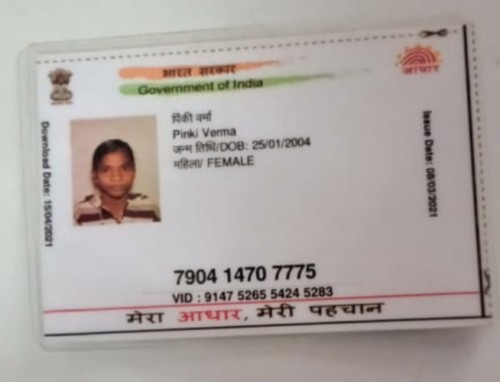 भारत सरकार
Government of India
आधार
पिंकी वर्मा
Pinki Verma
जन्म तिथि/DOB: 25/01/2004
महिला/ FEMALE
Download Date: 15/04/2021
Issue Date: 08/03/2021
7904 1470 7775
VID : 9147 5265 5424 5283
मेरा आधार, मेरी पहचान